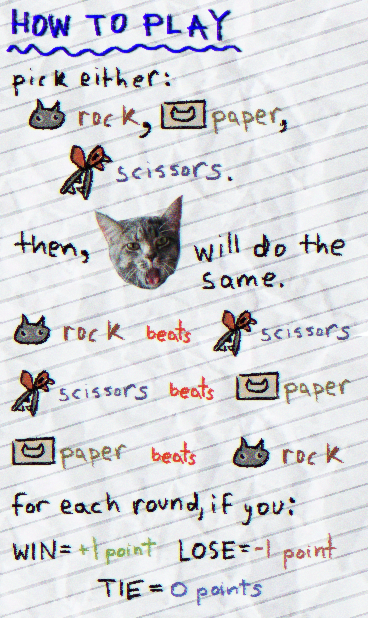 HOW TO PLAY
pick either:
rock, paper,
scissors.
then, will do the
same.
rock beats scissors
scissors beats paper
paper beats rock
for each round, if you:
WIN=+1 point LOSE=-1 point
TIE=0 points